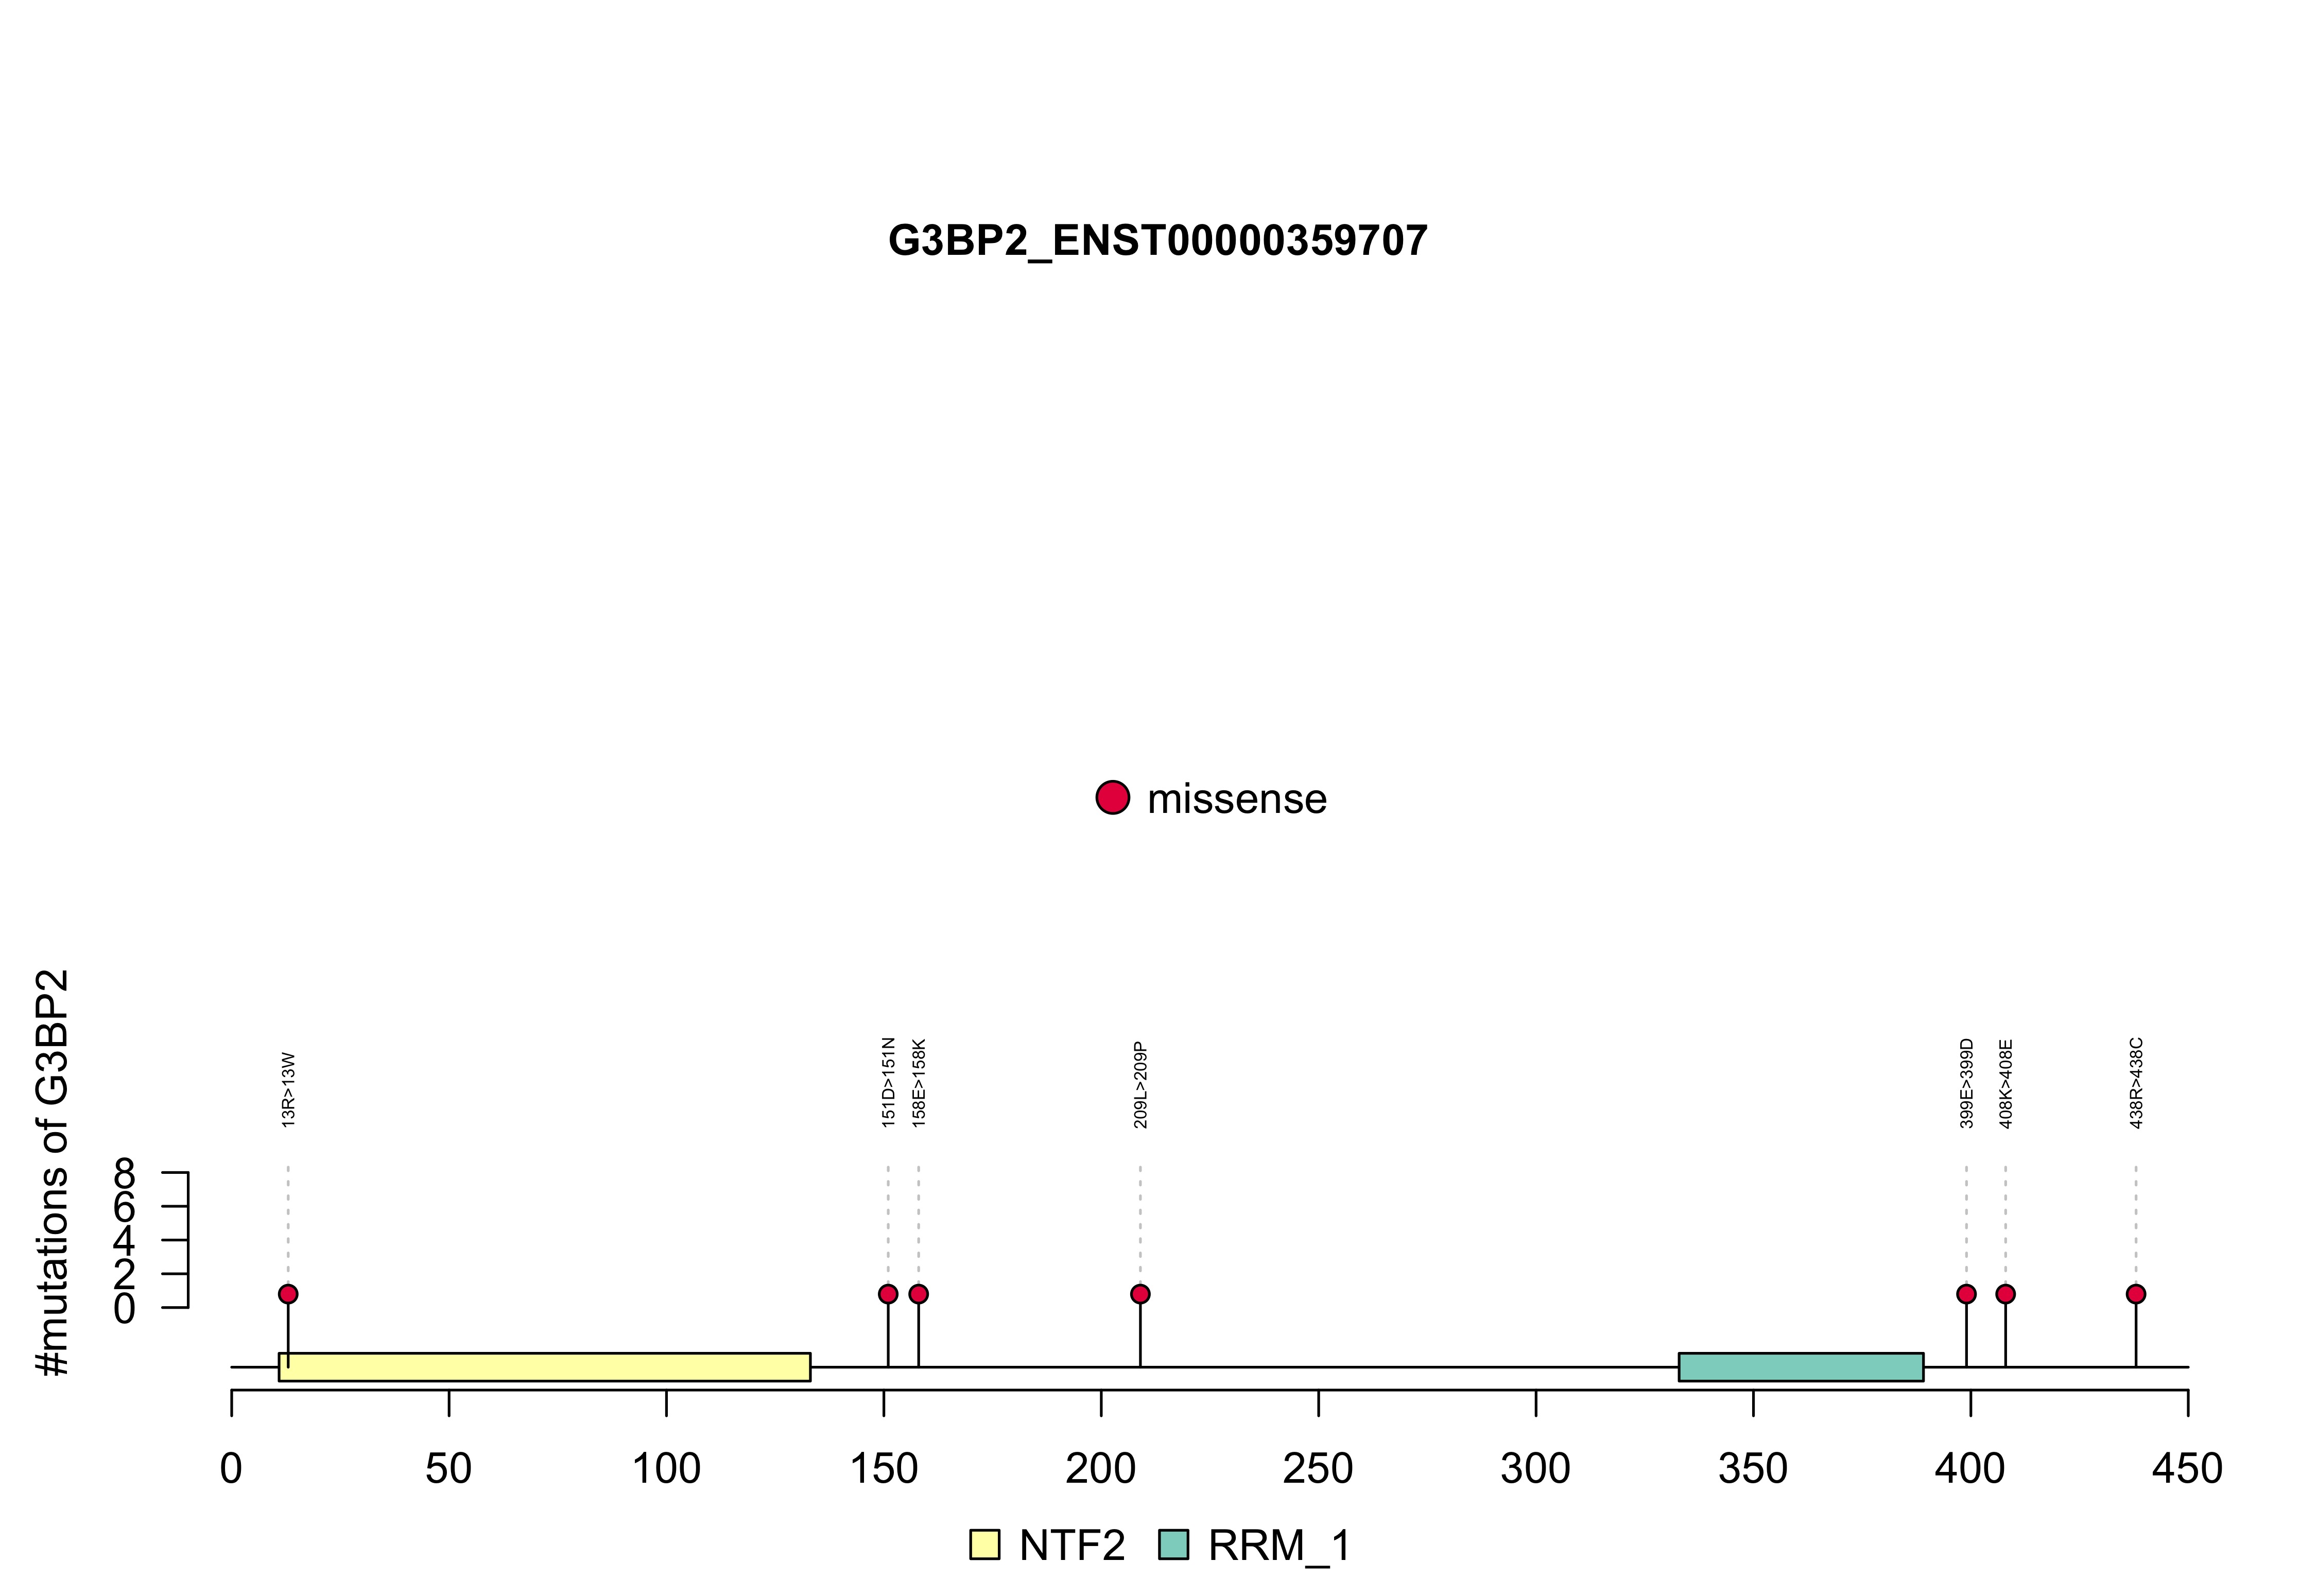 G3BP2_ENST00000359707
missense
#mutations of G3BP2
13R>13W
151D>151N
158E>158K
209L>209P
399E>399D
408K>408E
438R>438C
8
6
4
2
0
0 50 100 150 200 250 300 350 400 450
NTF2 RRM_1